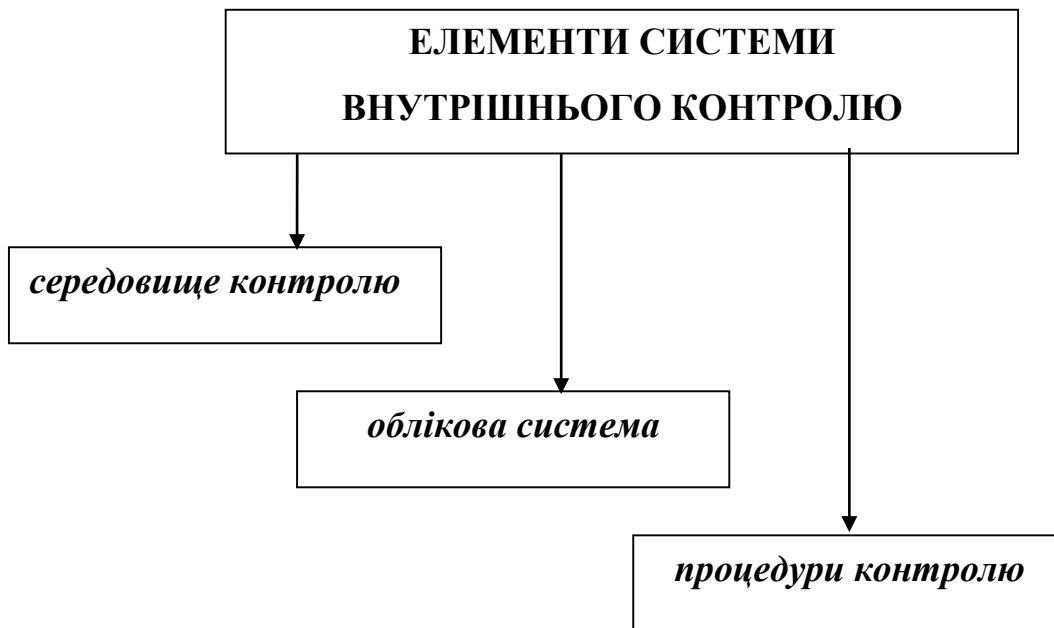 ЕЛЕМЕНТИ СИСТЕМИ
ВНУТРІШНЬОГО КОНТРОЛЮ
середовище контролю
облікова система
процедури контролю